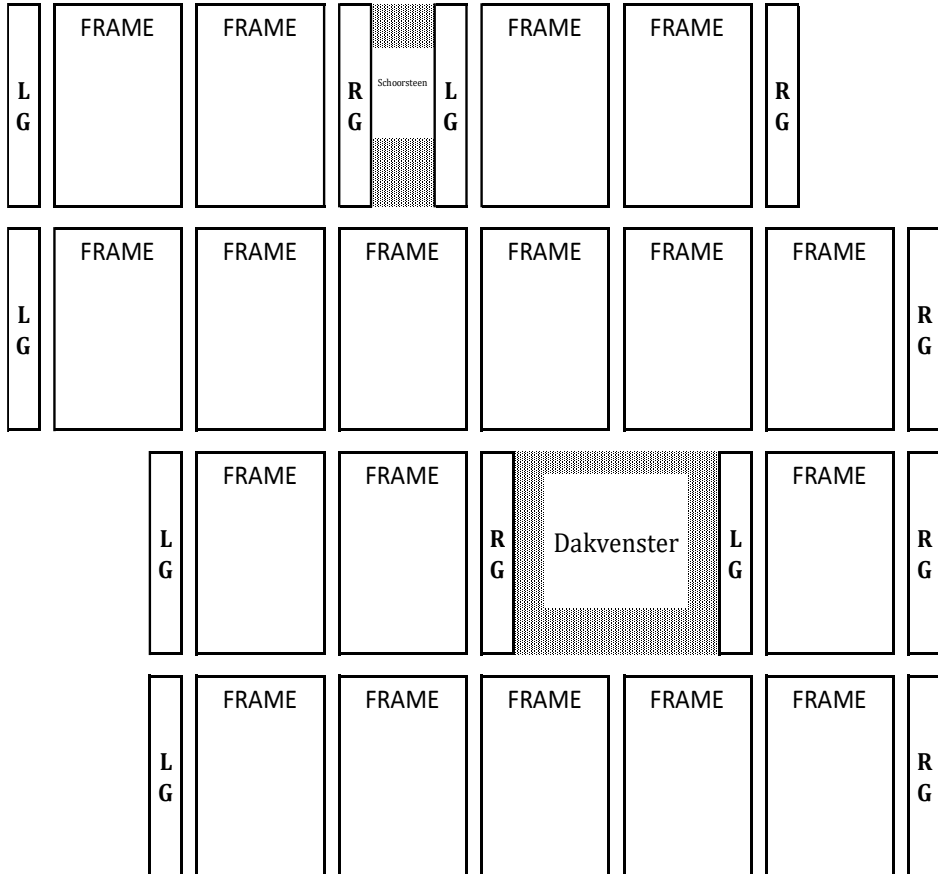 FRAME FRAME FRAME FRAME
Schoorsteen
L R L R
G G G G
FRAME FRAME FRAME FRAME FRAME FRAME
L R
G G
FRAME FRAME FRAME
L R Dakvenster L R
G G G G
FRAME FRAME FRAME FRAME FRAME
L R
G G